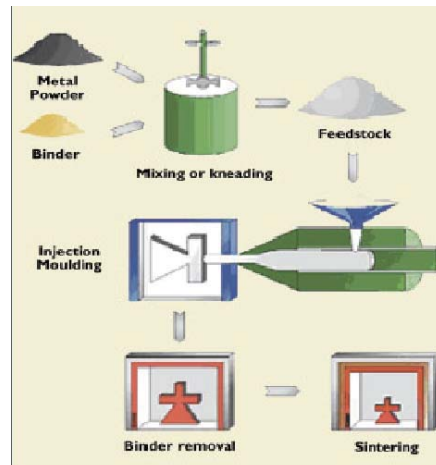 Metal
Powder
Binder
Mixing or kneading
Feedstock
Injection
Moulding
Binder removal
Sintering